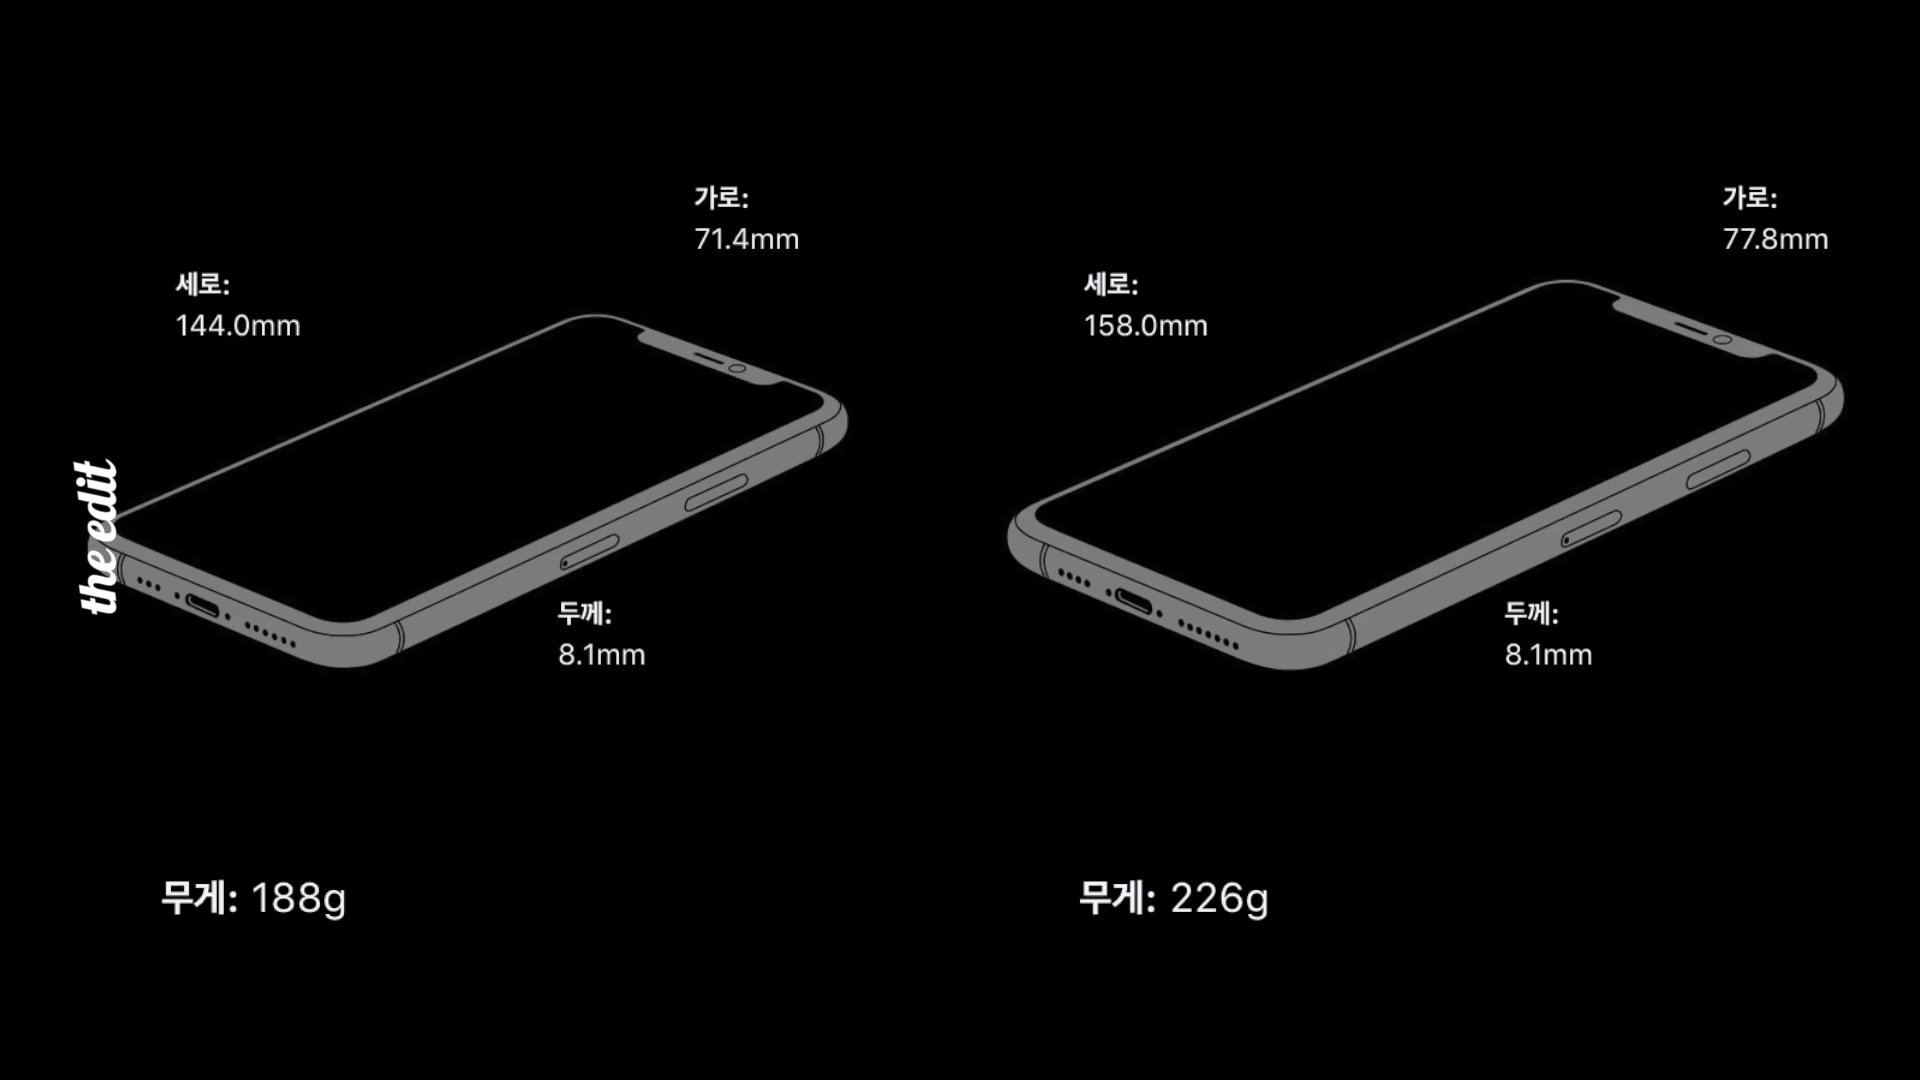 가로:
71.4mm
세로:
144.0mm
두께:
8.1mm
무게: 188g
가로:
77.8mm
세로:
158.0mm
두께:
8.1mm
무게: 226g
the edit